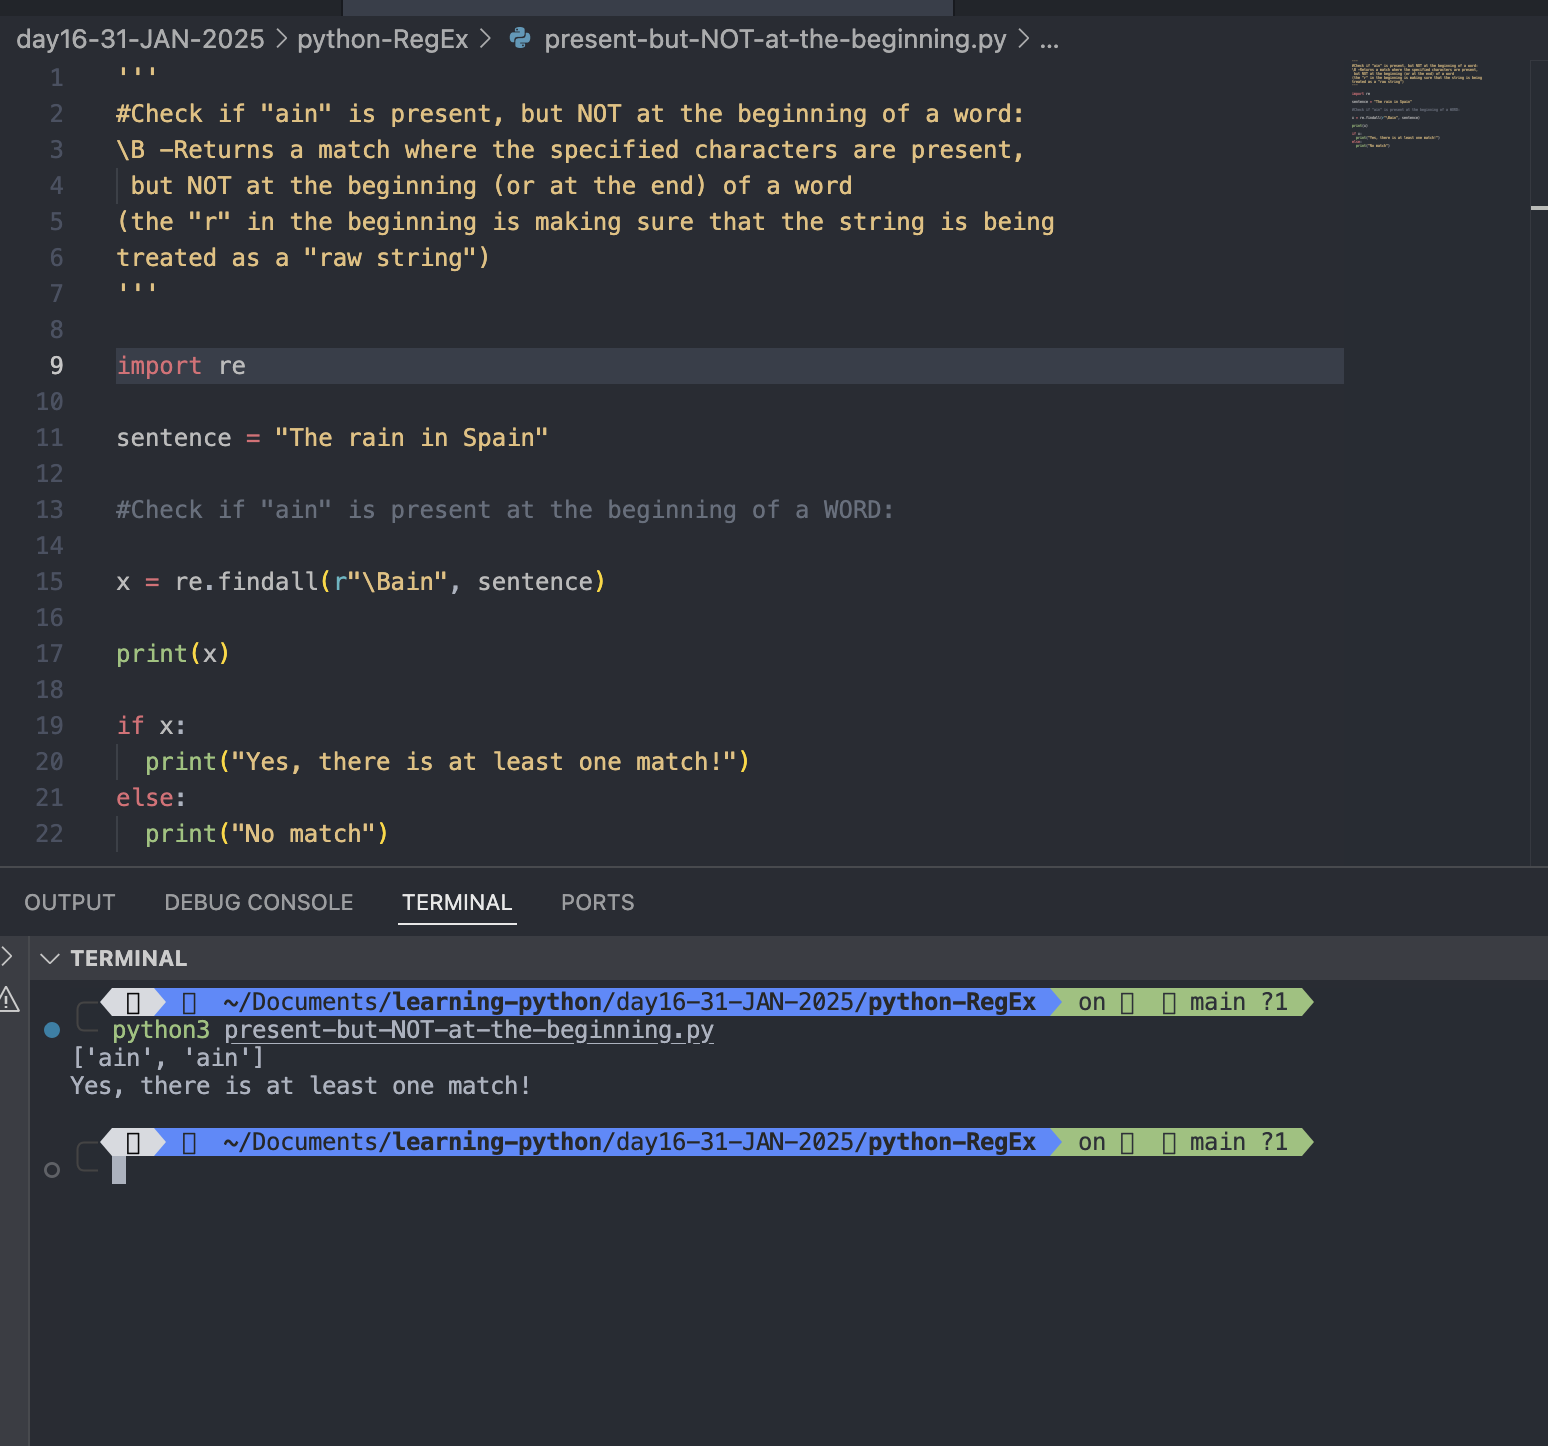 day16-31-JAN-2025 > python-RegEx > present-but-NOT-at-the-beginning.py > ...
1 '''
2 #Check if "ain" is present, but NOT at the beginning of a word:
3 \B -Returns a match where the specified characters are present,
4  but NOT at the beginning (or at the end) of a word
5 (the "r" in the beginning is making sure that the string is being
6 treated as a "raw string")
7 '''
8
9 import re
10
11 sentence = "The rain in Spain"
12
13 #Check if "ain" is present at the beginning of a WORD:
14
15 x = re.findall(r"\Bain", sentence)
16
17 print(x)
18
19 if x:
20   print("Yes, there is at least one match!")
21 else:
22   print("No match")
OUTPUT DEBUG CONSOLE TERMINAL PORTS
TERMINAL
~/Documents/learning-python/day16-31-JAN-2025/python-RegEx on main ?1
python3 present-but-NOT-at-the-beginning.py
['ain', 'ain']
Yes, there is at least one match!
~/Documents/learning-python/day16-31-JAN-2025/python-RegEx on main ?1